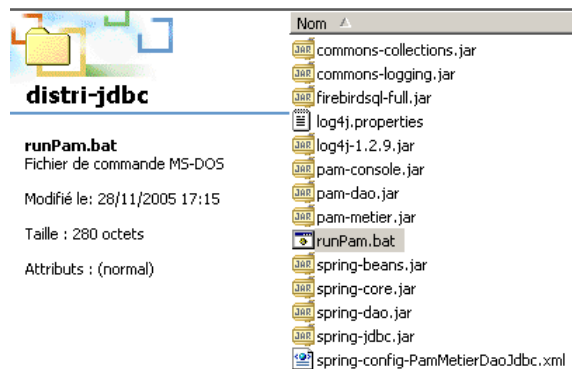 distri-jdbc
runPam.bat
Fichier de commande MS-DOS
Modifié le: 28/11/2005 17:15
Taille : 280 octets
Attributs : (normal)
Nom
commons-collections.jar
commons-logging.jar
firebirdsql-full.jar
log4j.properties
log4j-1.2.9.jar
pam-console.jar
pam-dao.jar
pam-metier.jar
runPam.bat
spring-beans.jar
spring-core.jar
spring-dao.jar
spring-jdbc.jar
spring-config-PamMetierDaoJdbc.xml